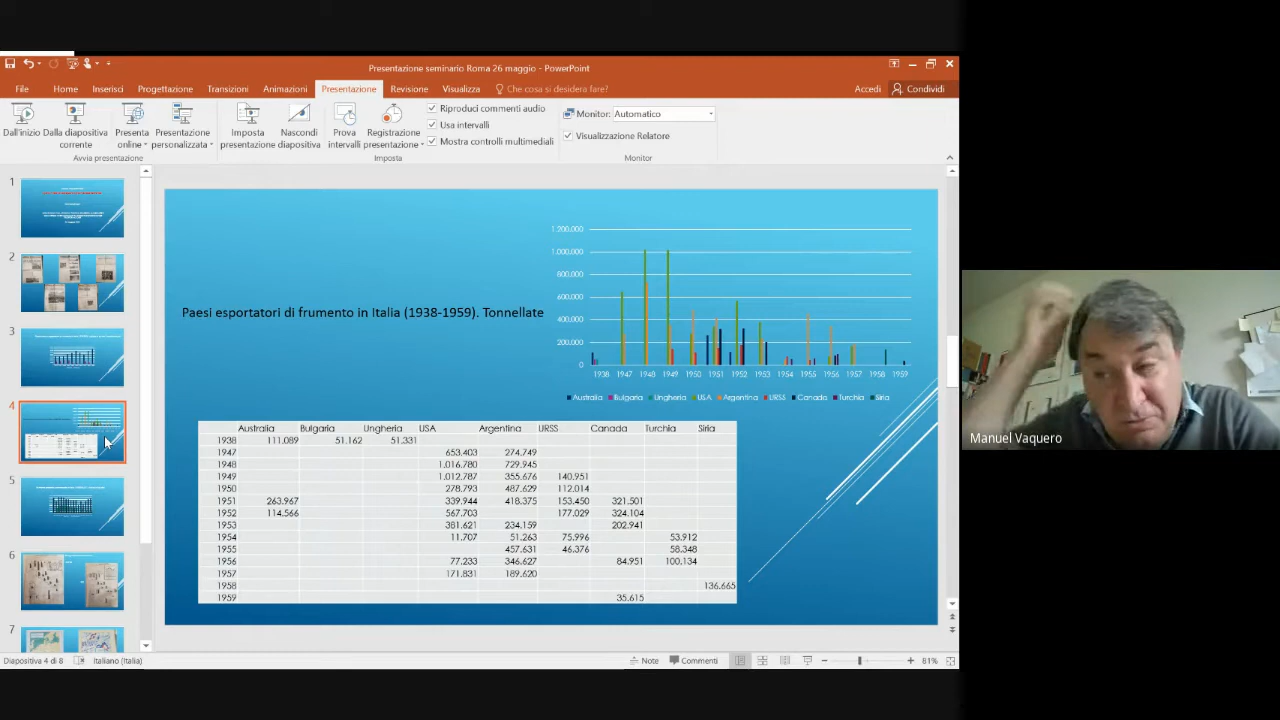 Presentazione seminario Roma 26 maggio - PowerPoint
File Home Inserisci Progettazione Transizioni Animazioni Presentazione Revisione Visualizza Che cosa si desidera fare? Accedi Condividi
Dall'inizio Dalla diapositiva corrente Presenta online Presentazione personalizzata Imposta presentazione Nascondi diapositiva Prova intervalli Registrazione presentazione
Riproduci commenti audio
Usa intervalli
Mostra controlli multimediali
Monitor: Automatico
Visualizzazione Relatore
Avvia presentazione Imposta Monitor
1
2
3
4
5
6
7
Paesi esportatori di frumento in Italia (1938-1959). Tonnellate
1.200.000
1.000.000
800.000
600.000
400.000
200.000
0
1938 1947 1948 1949 1950 1951 1952 1953 1954 1955 1956 1957 1958 1959
Australia Bulgaria Ungheria USA Argentina URSS Canada Turchia Siria
Australia Bulgaria Ungheria USA Argentina URSS Canada Turchia Siria
1938 111.089 51.162 51.331
1947 653.403 274.749
1948 1.016.780 729.945
1949 1.012.787 355.676 140.951
1950 278.793 487.629 112.014
1951 263.967 339.944 418.375 153.450 321.501
1952 114.566 567.703 177.029 324.104
1953 381.621 234.159 202.941
1954 11.707 51.263 75.996 53.912
1955 457.631 46.376 58.348
1956 77.233 346.627 84.951 100.134
1957 171.831 189.620
1958 136.665
1959 35.615
Manuel Vaquero
Diapositiva 4 di 8 Italiano (Italia) Note Commenti 81%